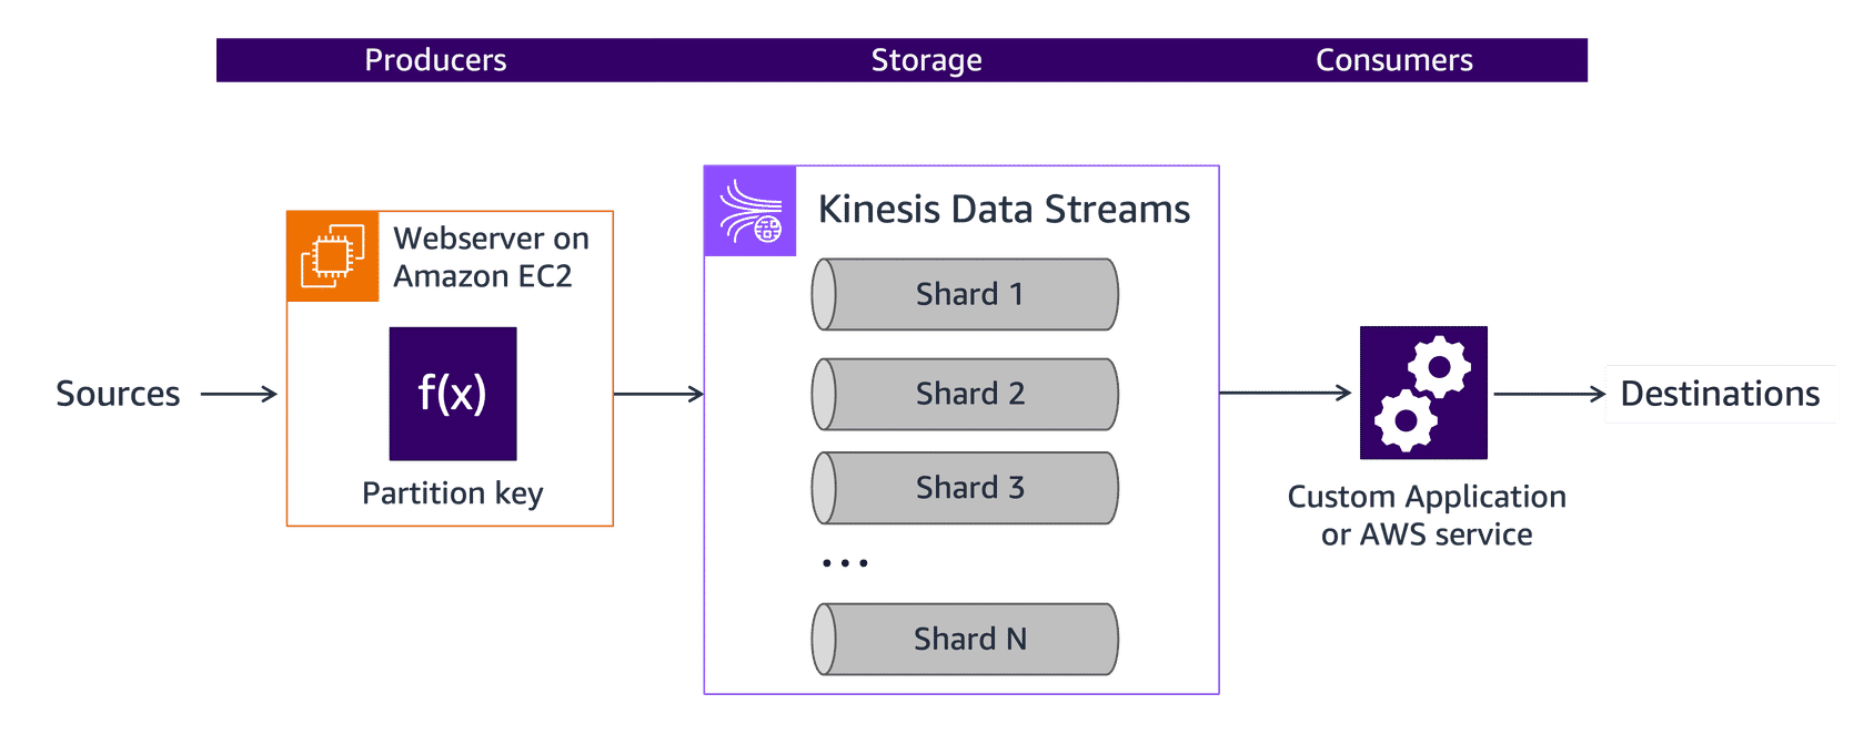 Producers
Storage
Consumers
Webserver on
Amazon EC2
f(x)
Partition key
Sources
Kinesis Data Streams
Shard 1
Shard 2
Shard 3
...
Shard N
Custom Application
or AWS service
Destinations